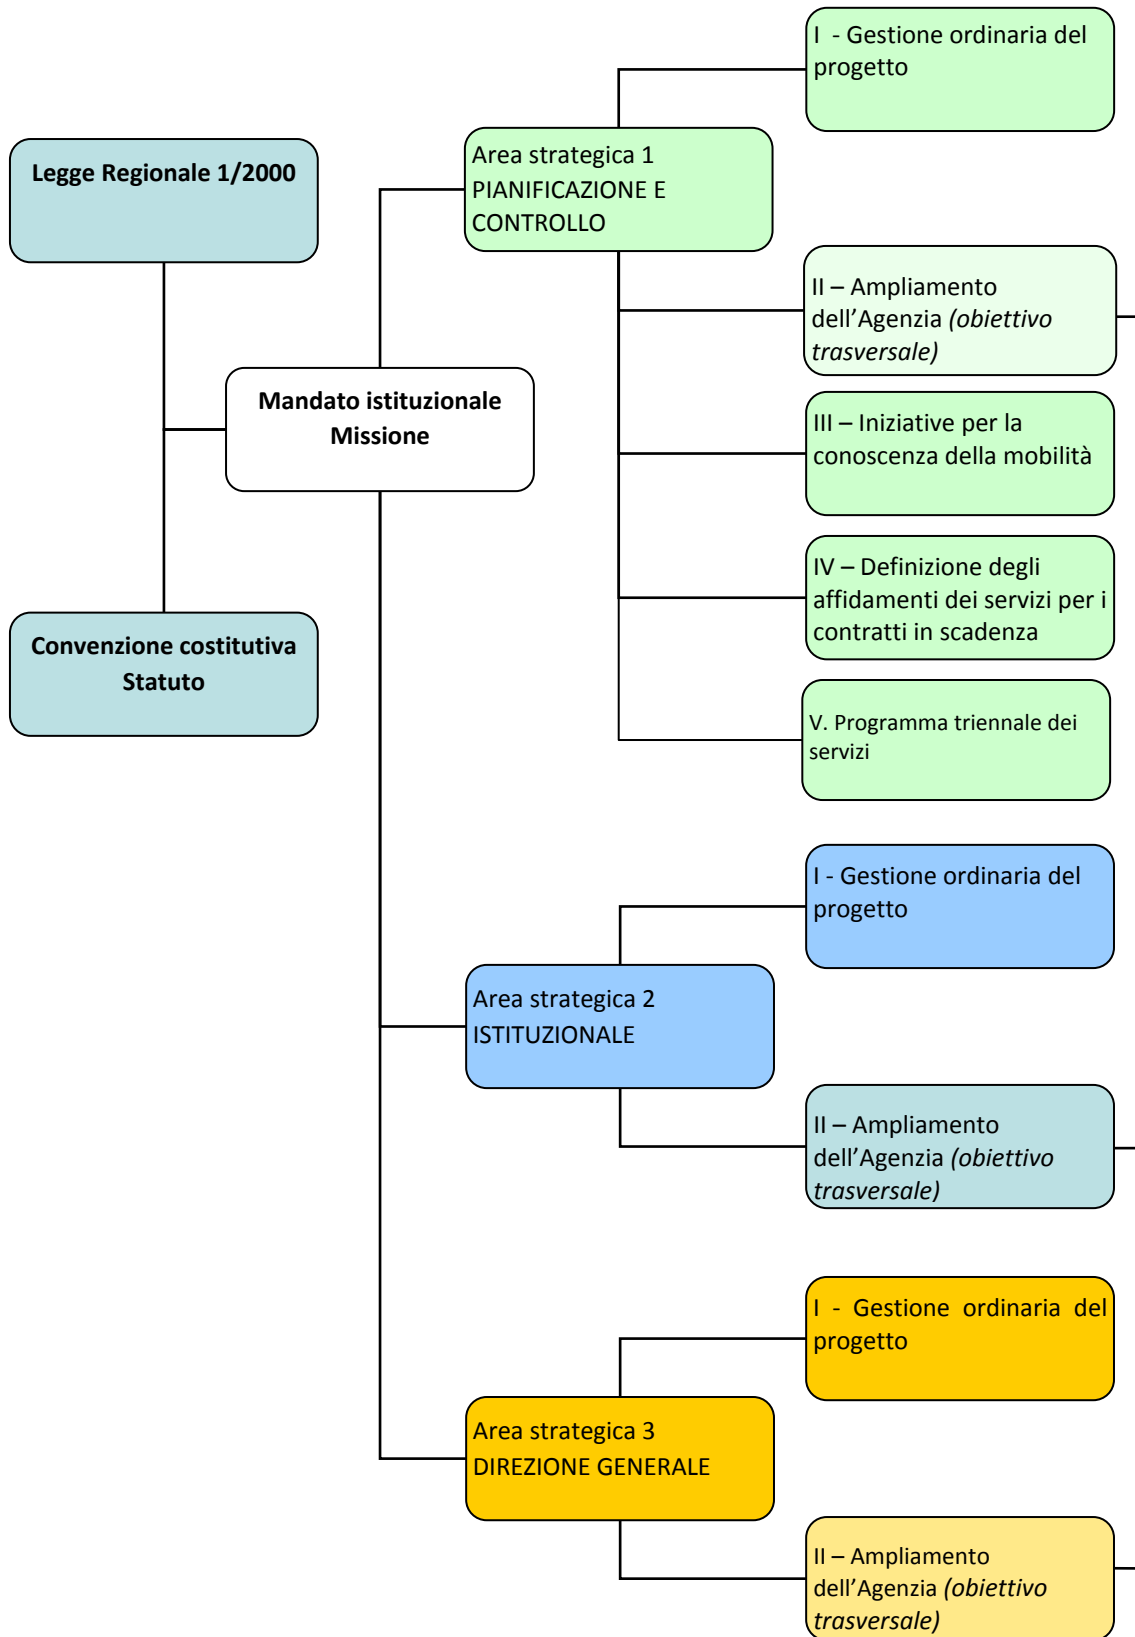 Legge Regionale 1/2000
Convenzione costitutiva
Statuto
Mandato istituzionale
Missione
Area strategica 1
PIANIFICAZIONE E
CONTROLLO
I - Gestione ordinaria del
progetto
II – Ampliamento
dell’Agenzia (obiettivo
trasversale)
III – Iniziative per la
conoscenza della mobilità
IV – Definizione degli
affidamenti dei servizi per i
contratti in scadenza
V. Programma triennale dei
servizi
Area strategica 2
ISTITUZIONALE
I - Gestione ordinaria del
progetto
II – Ampliamento
dell’Agenzia (obiettivo
trasversale)
Area strategica 3
DIREZIONE GENERALE
I - Gestione ordinaria del
progetto
II – Ampliamento
dell’Agenzia (obiettivo
trasversale)